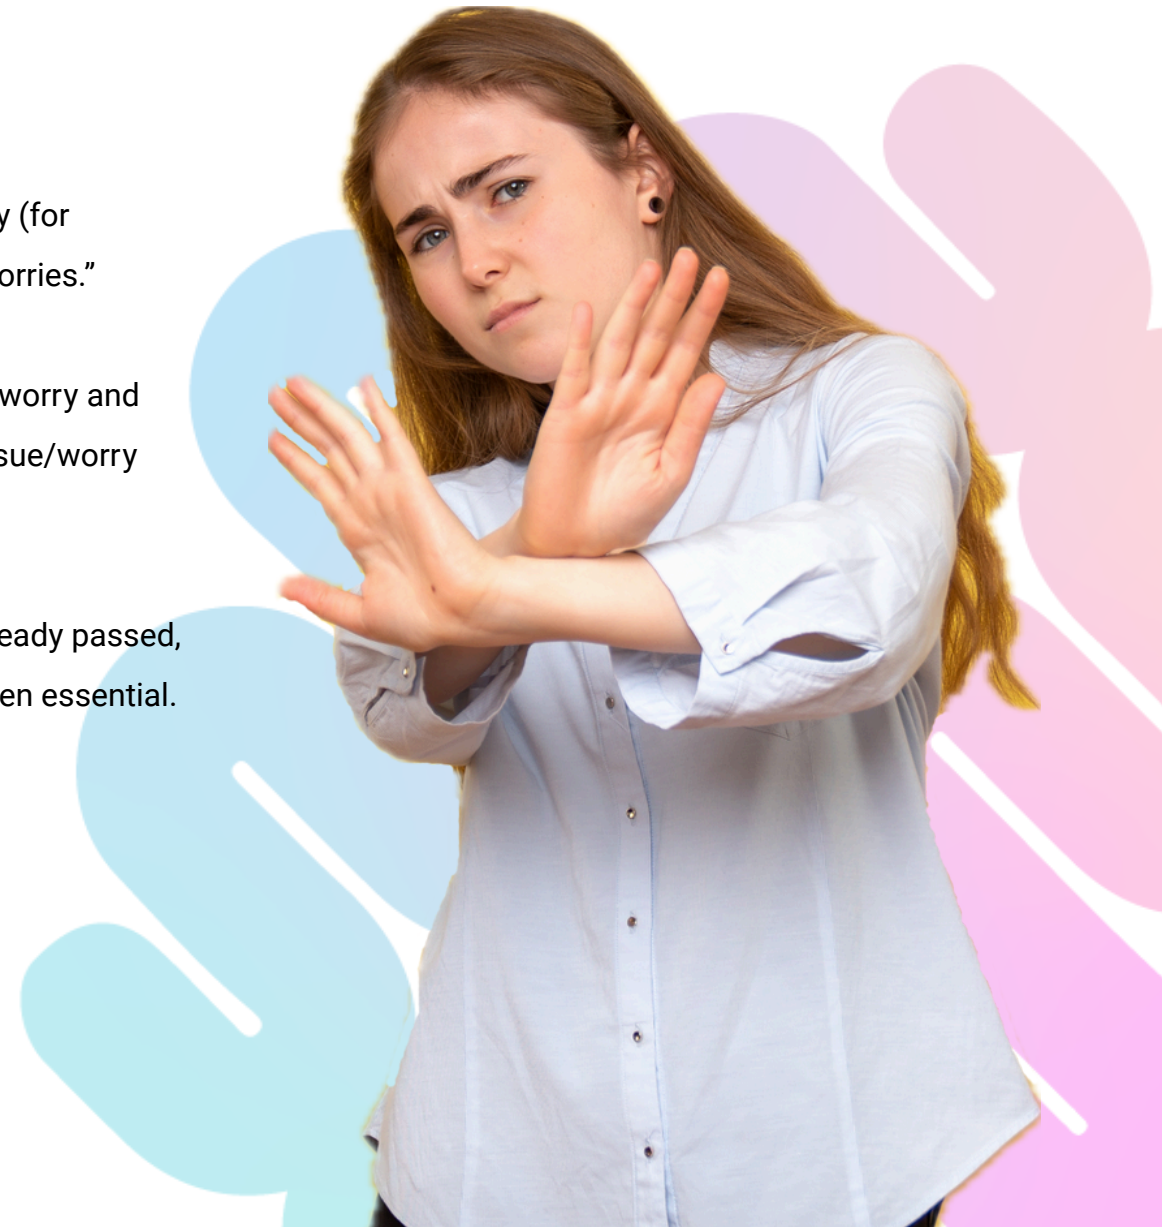 y (for
orries.”
worry and
sue/worry
eady passed,
en essential.